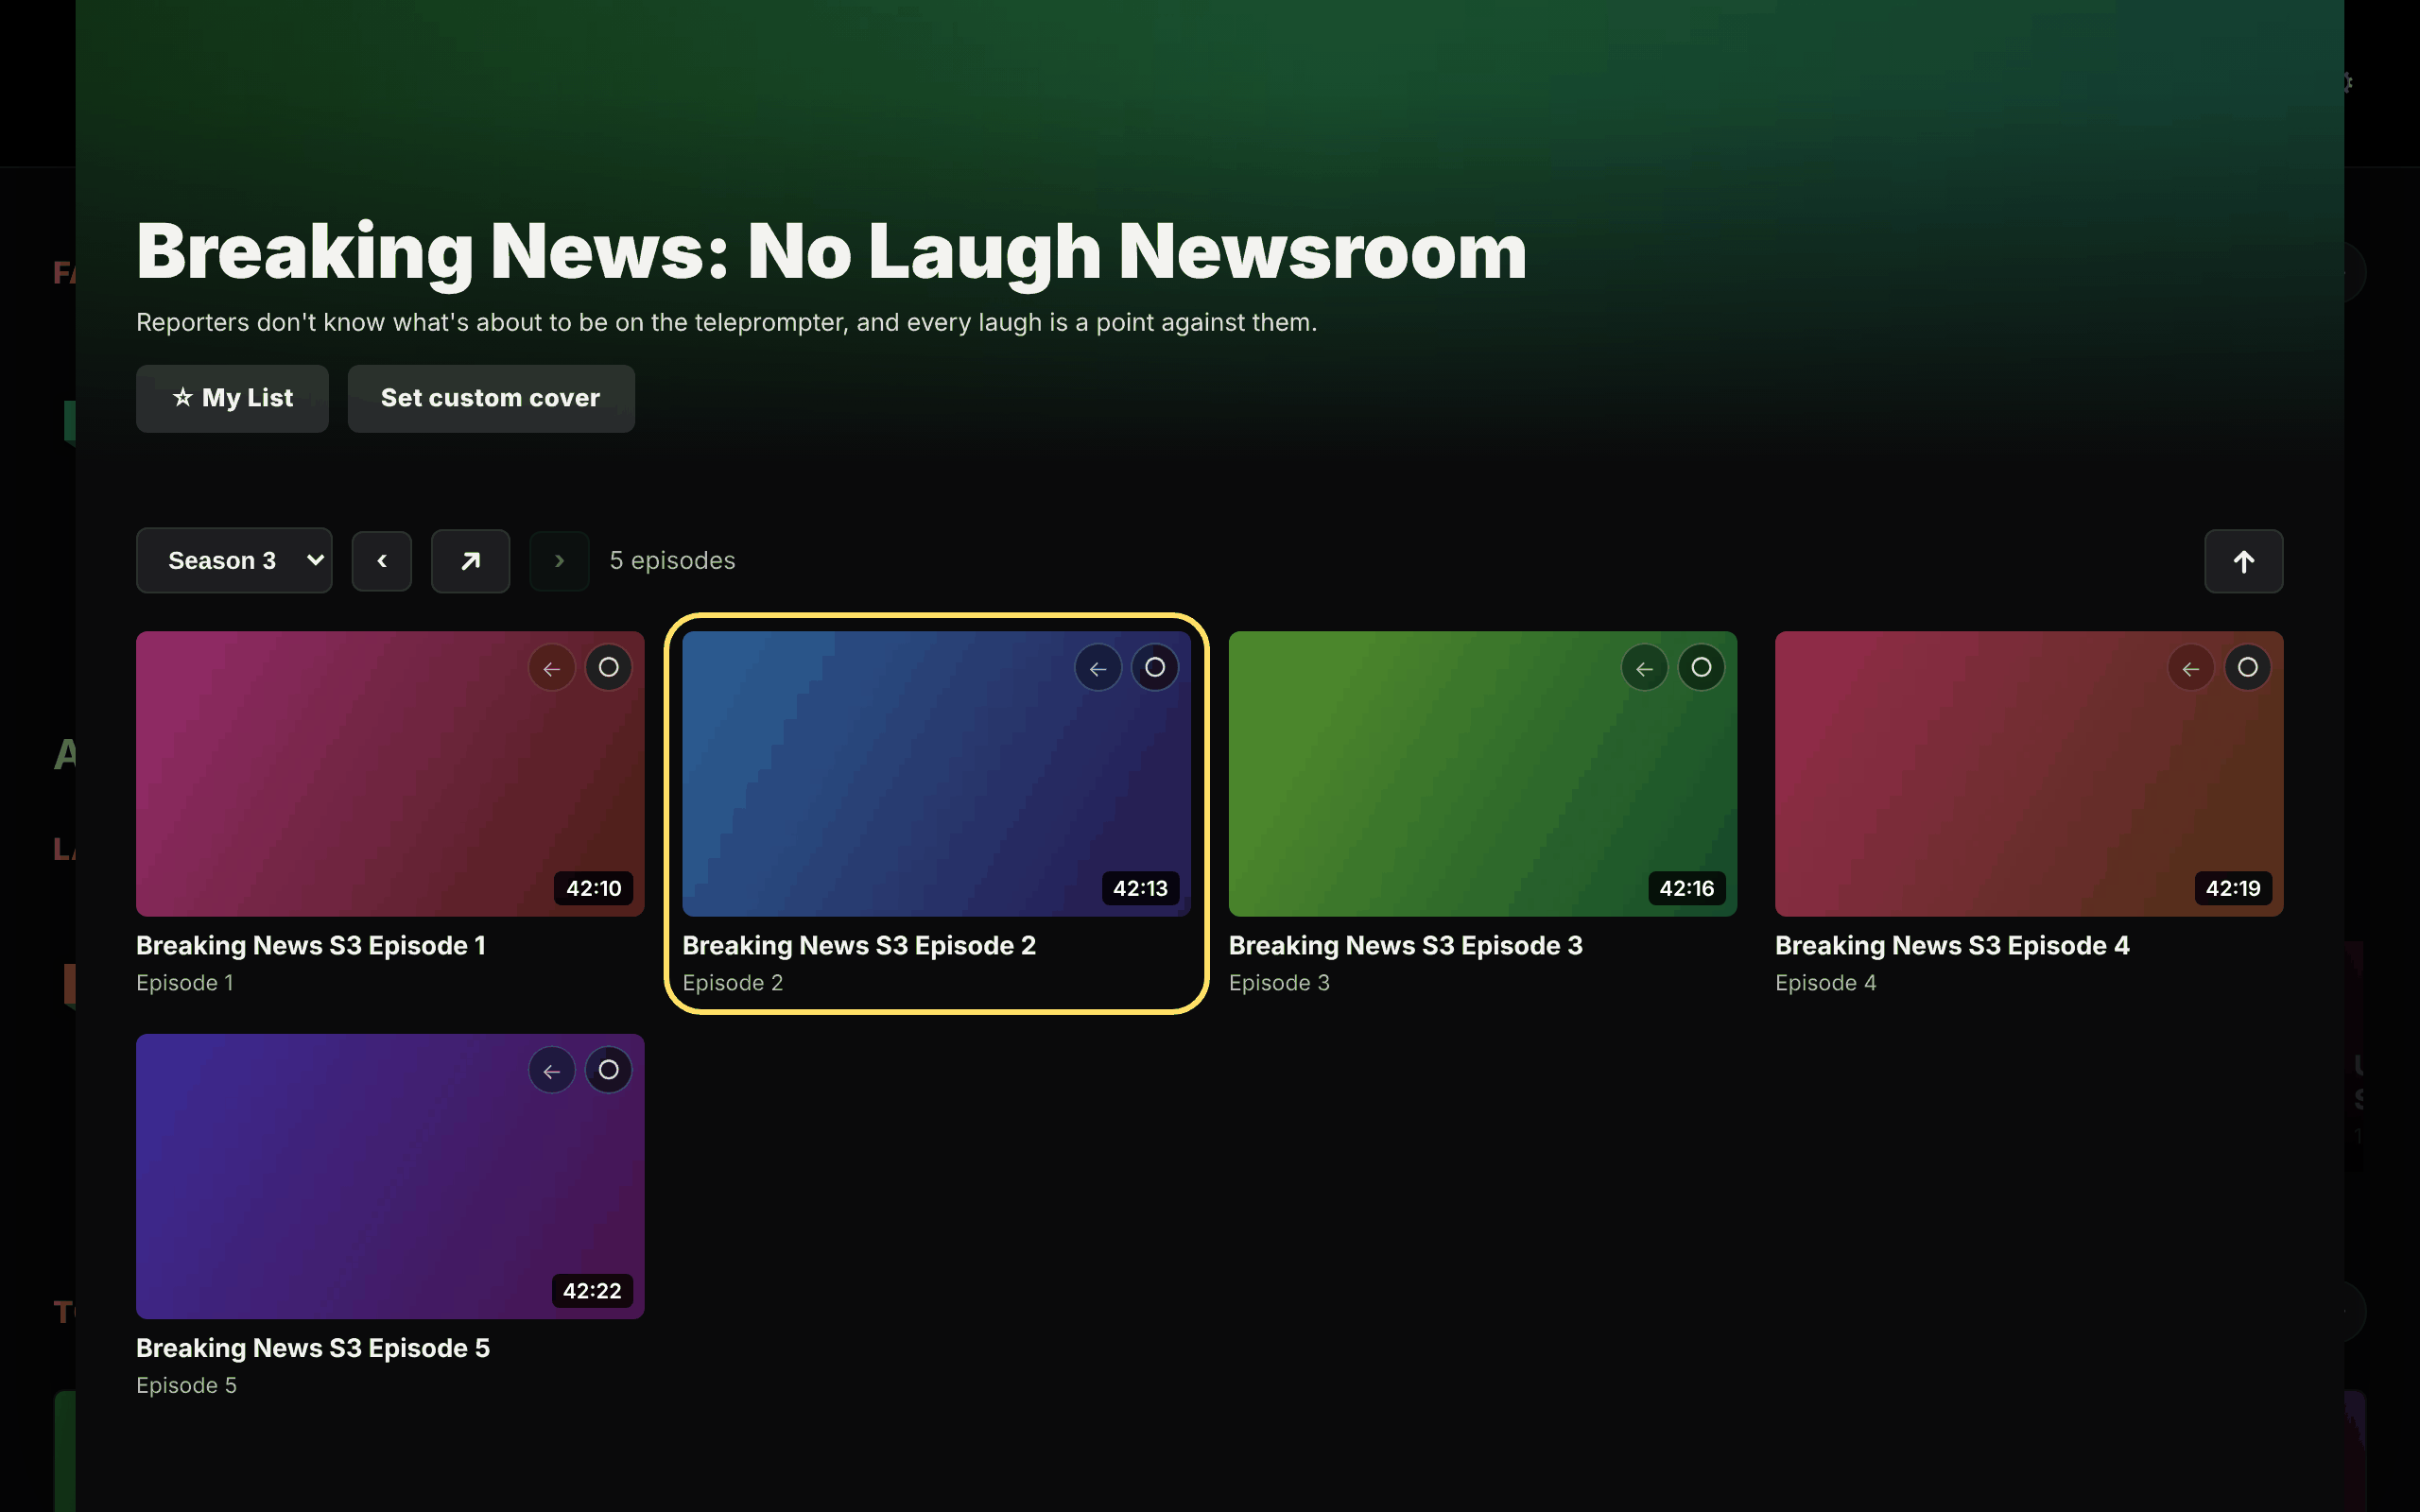 Breaking News: No Laugh Newsroom
Reporters don't know what's about to be on the teleprompter, and every laugh is a point against them.
☆ My List
Set custom cover
Season 3
5 episodes
42:10
42:13
42:16
42:19
Breaking News S3 Episode 1
Breaking News S3 Episode 2
Breaking News S3 Episode 3
Breaking News S3 Episode 4
Episode 1
Episode 2
Episode 3
Episode 4
42:22
Breaking News S3 Episode 5
Episode 5